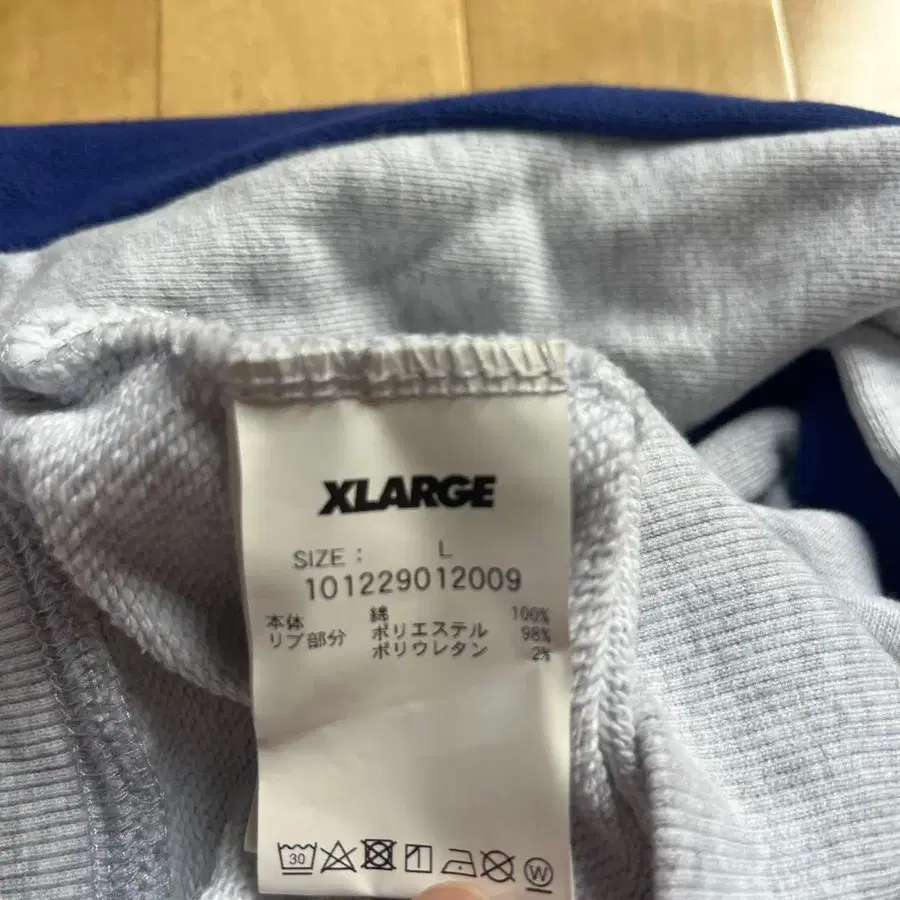 XLARGE
SIZE : L
101229012009
本体 綿 100%
リブ部分 ポリエステル 98%
ポリウレタン 2%
30
W